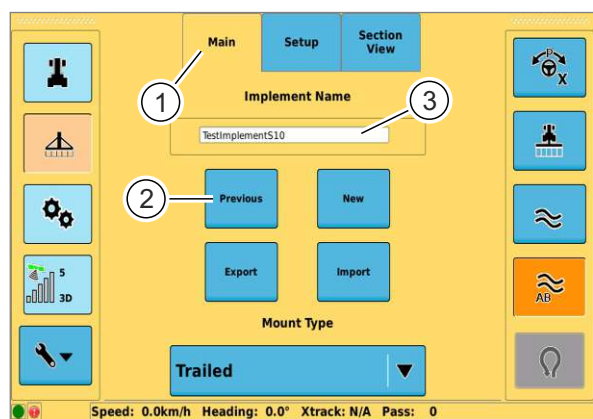 Main
Setup
Section
View
1
Implement Name
3
TestImplementS10
2
Previous
New
Export
Import
Mount Type
Trailed
P
X
5
3D
AB
Speed: 0.0km/h Heading: 0.0° Xtrack: N/A Pass: 0